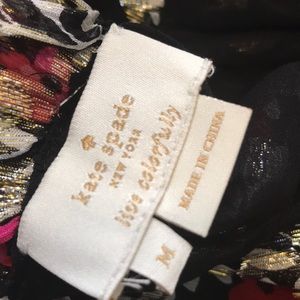 kate spade
NEW YORK
live colorfully
MADE IN CHINA
M